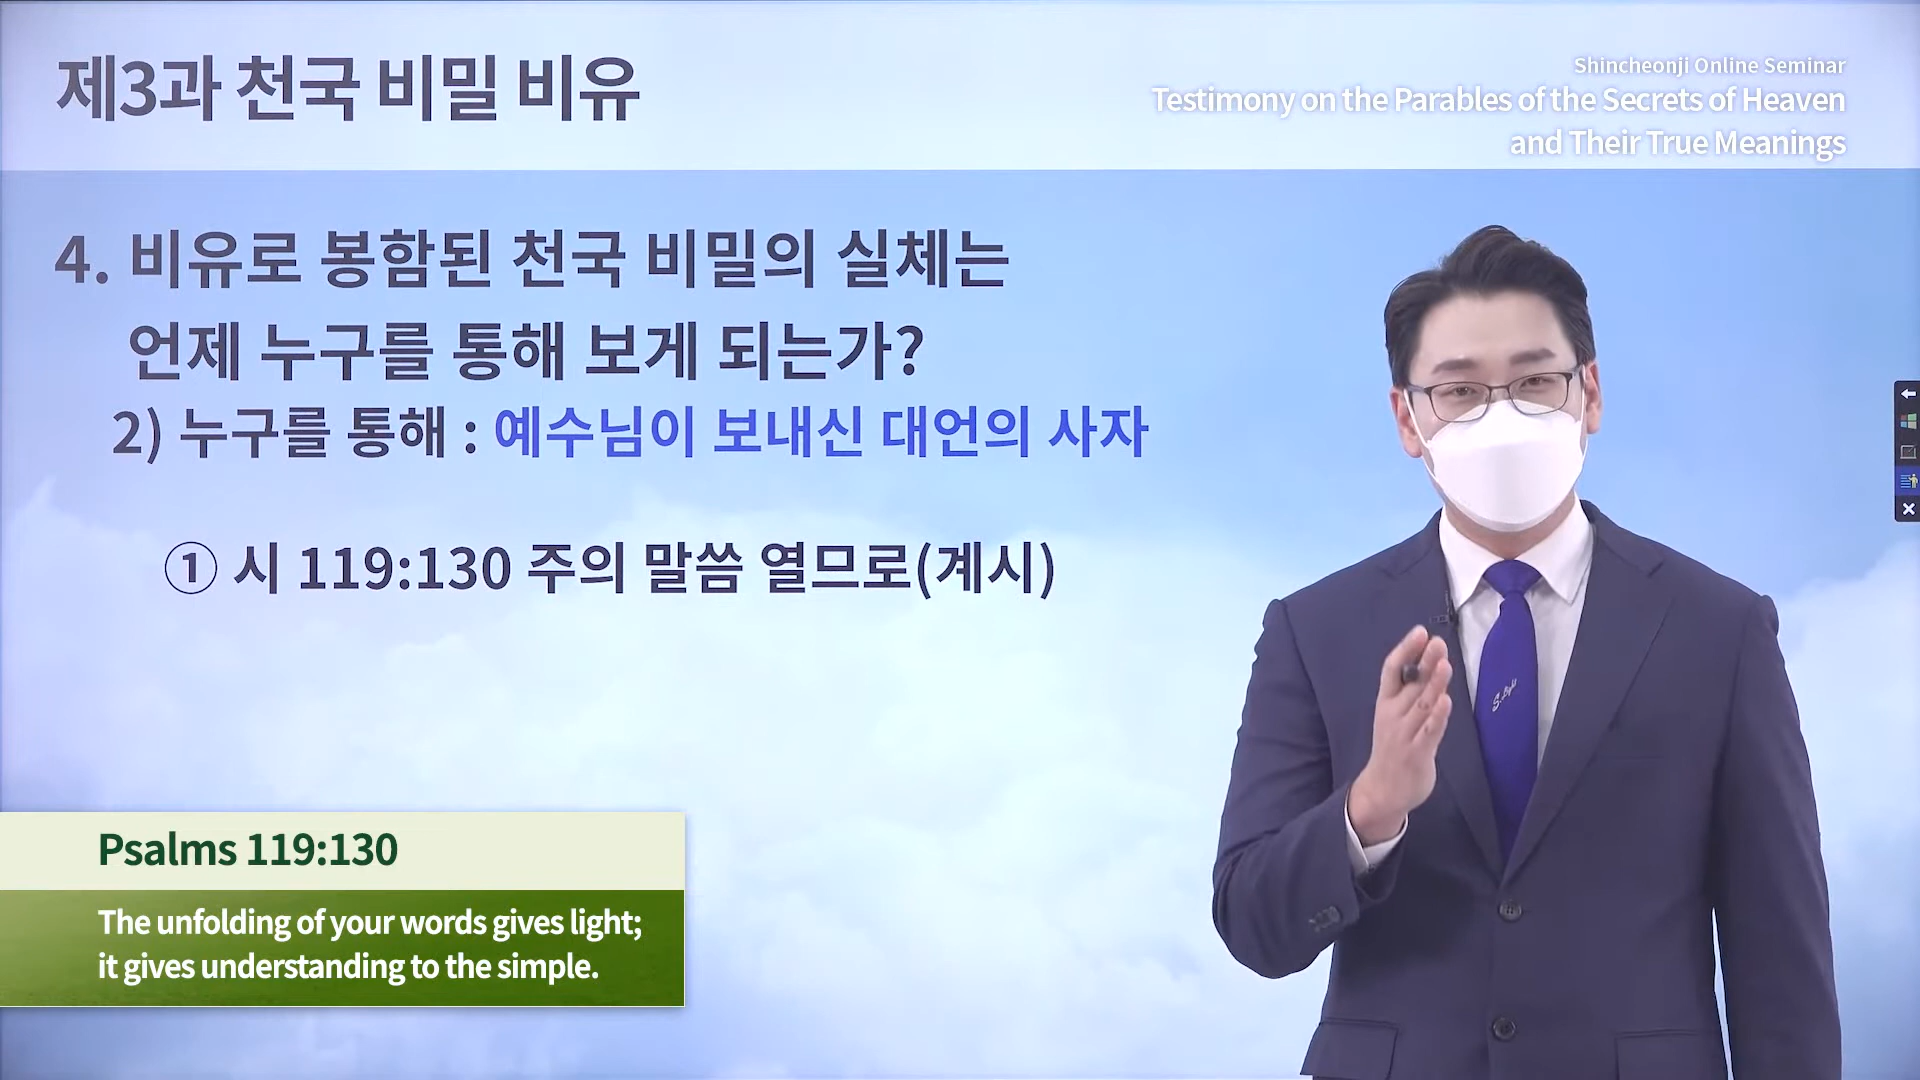 제3과 천국 비밀 비유
Shincheonji Online Seminar
Testimony on the Parables of the Secrets of Heaven
and Their True Meanings
4. 비유로 봉함된 천국 비밀의 실체는
언제 누구를 통해 보게 되는가?
2) 누구를 통해 : 예수님이 보내신 대언의 사자
① 시 119:130 주의 말씀 열므로(계시)
S. Light
Psalms 119:130
The unfolding of your words gives light;
it gives understanding to the simple.